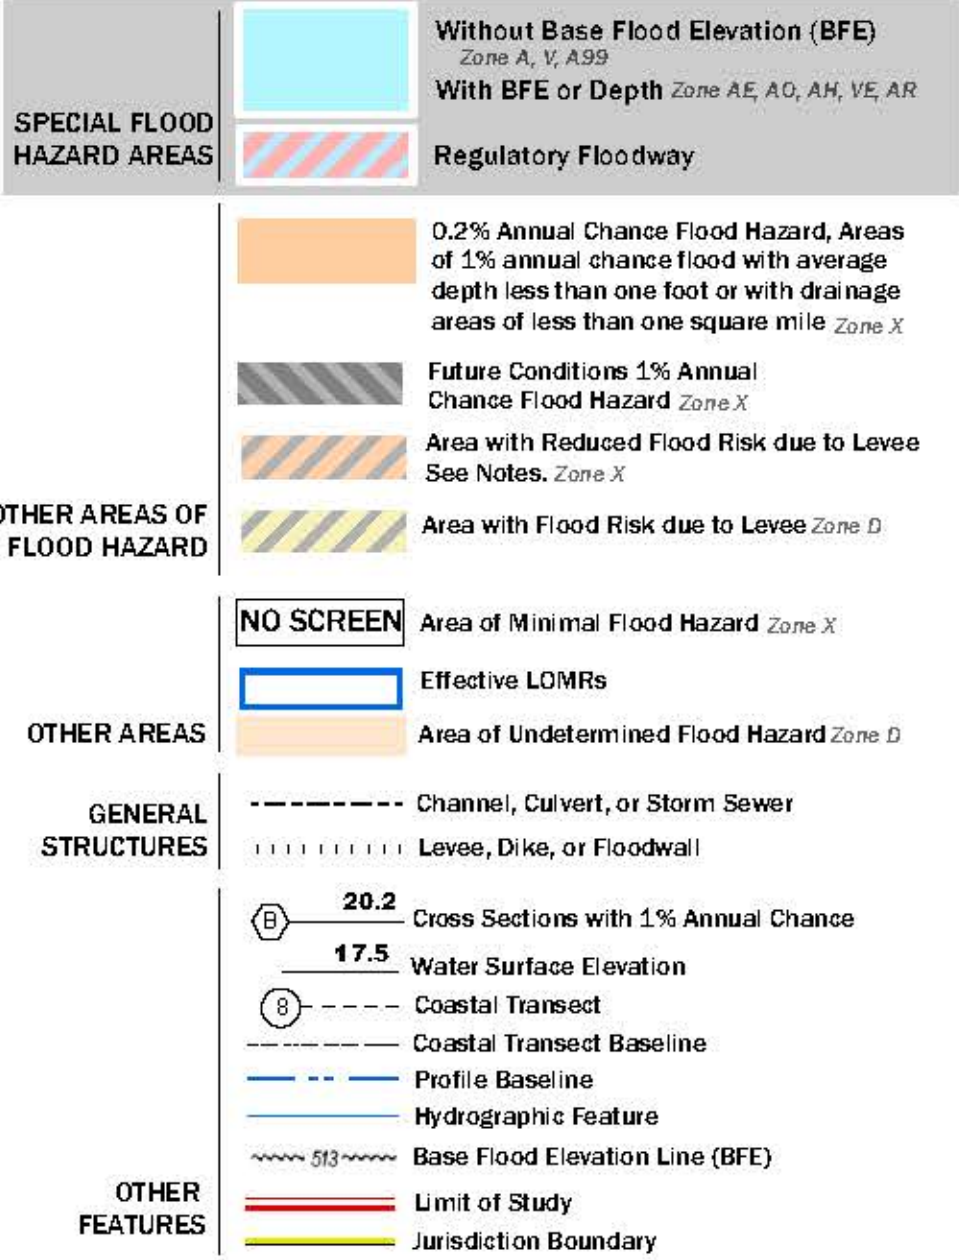 SPECIAL FLOOD
HAZARD AREAS
Without Base Flood Elevation (BFE)
Zone A, V, A99
With BFE or Depth Zone AE, AO, AH, VE, AR
Regulatory Floodway
OTHER AREAS OF
FLOOD HAZARD
0.2% Annual Chance Flood Hazard, Areas
of 1% annual chance flood with average
depth less than one foot or with drainage
areas of less than one square mile Zone X
Future Conditions 1% Annual
Chance Flood Hazard Zone X
Area with Reduced Flood Risk due to Levee
See Notes. Zone X
Area with Flood Risk due to Levee Zone D
OTHER AREAS
NO SCREEN Area of Minimal Flood Hazard Zone X
Effective LOMRs
Area of Undetermined Flood Hazard Zone D
GENERAL
STRUCTURES
Channel, Culvert, or Storm Sewer
Levee, Dike, or Floodwall
OTHER
FEATURES
B 20.2 Cross Sections with 1% Annual Chance
17.5 Water Surface Elevation
8 Coastal Transect
Coastal Transect Baseline
Profile Baseline
Hydrographic Feature
513 Base Flood Elevation Line (BFE)
Limit of Study
Jurisdiction Boundary